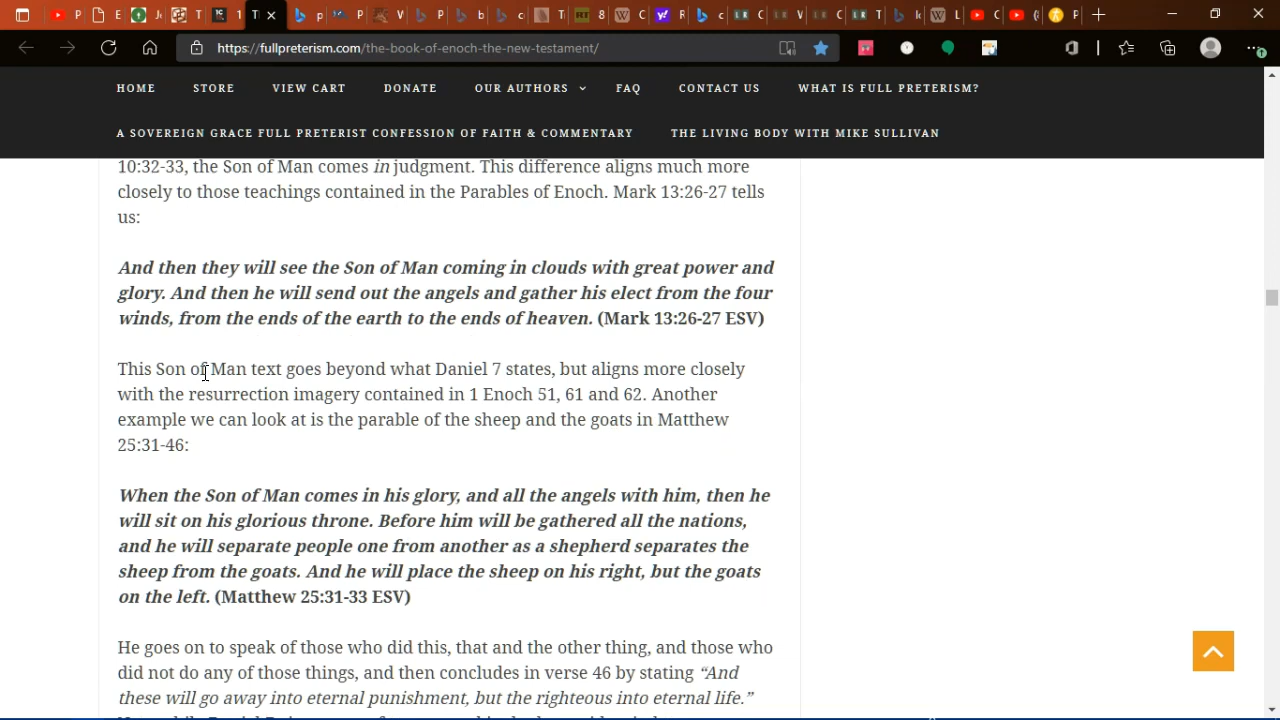 https://fullpreterism.com/the-book-of-enoch-the-new-testament/
HOME STORE VIEW CART DONATE OUR AUTHORS FAQ CONTACT US WHAT IS FULL PRETERISM?
A SOVEREIGN GRACE FULL PRETERIST CONFESSION OF FAITH & COMMENTARY THE LIVING BODY WITH MIKE SULLIVAN
10:32-33, the Son of Man comes in judgment. This difference aligns much more
closely to those teachings contained in the Parables of Enoch. Mark 13:26-27 tells
us:
And then they will see the Son of Man coming in clouds with great power and
glory. And then he will send out the angels and gather his elect from the four
winds, from the ends of the earth to the ends of heaven. (Mark 13:26-27 ESV)
This Son of Man text goes beyond what Daniel 7 states, but aligns more closely
with the resurrection imagery contained in 1 Enoch 51, 61 and 62. Another
example we can look at is the parable of the sheep and the goats in Matthew
25:31-46:
When the Son of Man comes in his glory, and all the angels with him, then he
will sit on his glorious throne. Before him will be gathered all the nations,
and he will separate people one from another as a shepherd separates the
sheep from the goats. And he will place the sheep on his right, but the goats
on the left. (Matthew 25:31-33 ESV)
He goes on to speak of those who did this, that and the other thing, and those who
did not do any of those things, and then concludes in verse 46 by stating “And
these will go away into eternal punishment, but the righteous into eternal life.”